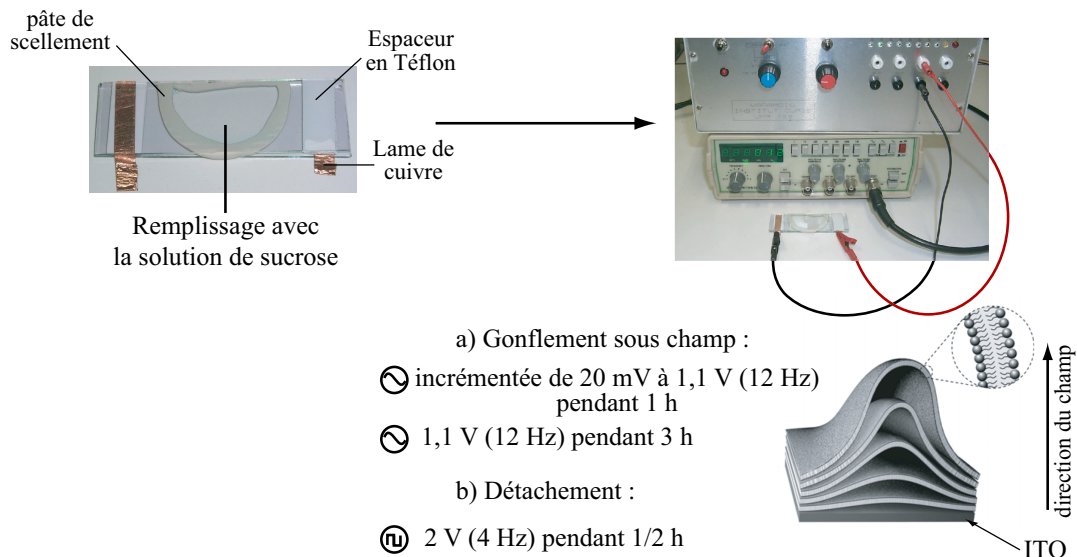 pâte de
scellement
Espaceur
en Téflon
Lame de
cuivre
Remplissage avec
la solution de sucrose
a) Gonflement sous champ :
incrémentée de 20 mV à 1,1 V (12 Hz)
pendant 1 h
1,1 V (12 Hz) pendant 3 h
b) Détachement :
2 V (4 Hz) pendant 1/2 h
direction du champ
ITO